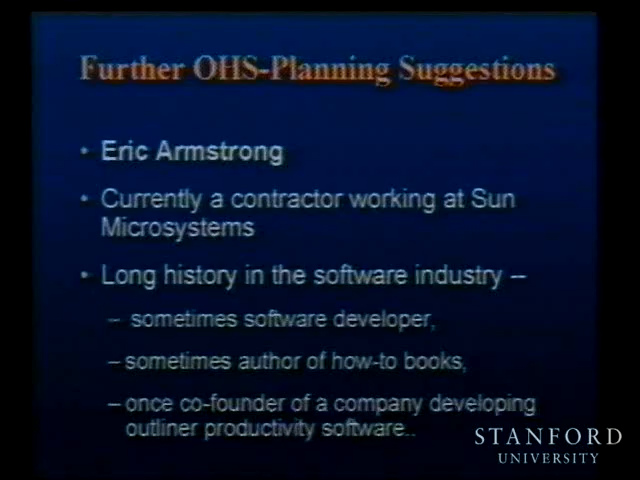 Further OHS-Planning Suggestions
• Eric Armstrong
• Currently a contractor working at Sun
Microsystems
• Long history in the software industry --
– sometimes software developer,
– sometimes author of how-to books,
– once co-founder of a company developing
outliner productivity software..
STANFORD
UNIVERSITY